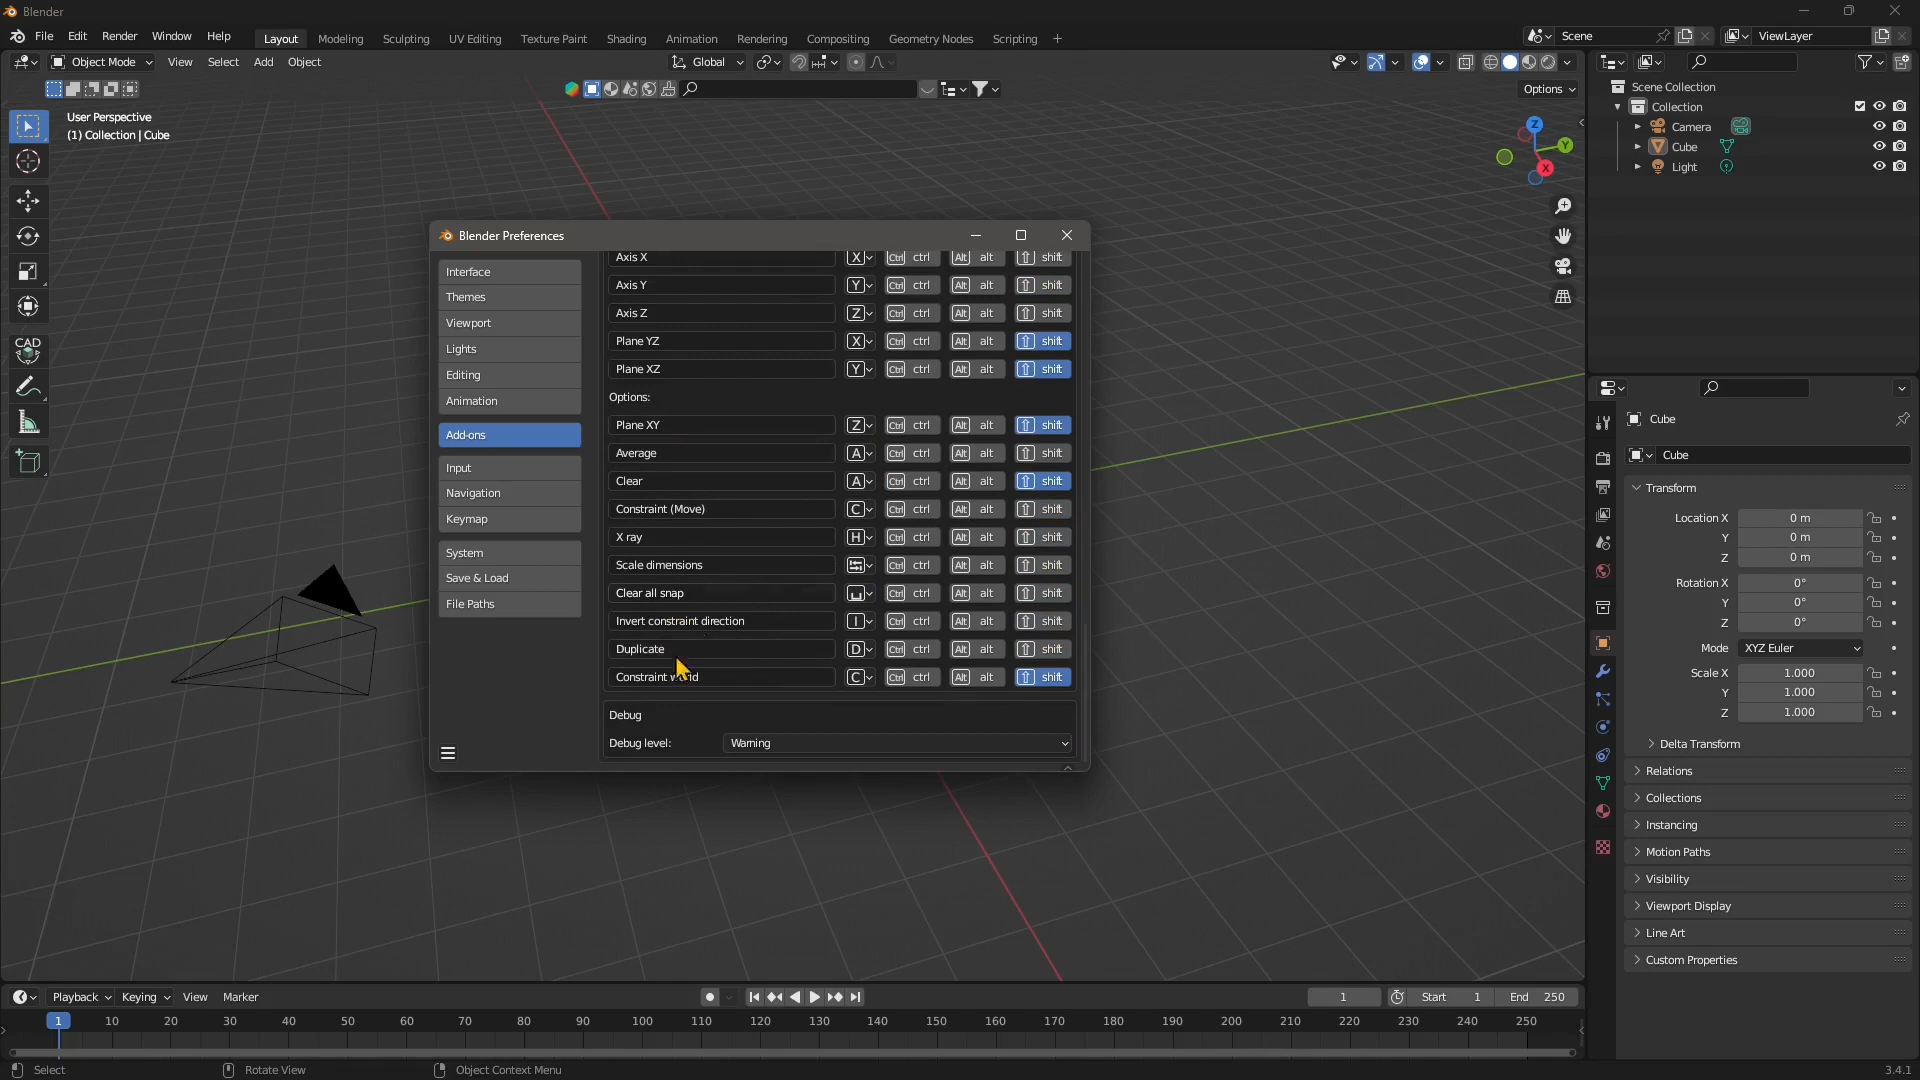 Blender
File Edit Render Window Help Layout Modeling Sculpting UV Editing Texture Paint Shading Animation Rendering Compositing Geometry Nodes Scripting + Scene ViewLayer
Object Mode View Select Add Object Global
Options
User Perspective
(1) Collection | Cube
Z
Y
X
CAD
Scene Collection
Collection
Camera
Cube
Light
Blender Preferences
Interface
Themes
Viewport
Lights
Editing
Animation
Add-ons
Input
Navigation
Keymap
System
Save & Load
File Paths
Axis X X Ctrl ctrl Alt alt shift
Axis Y Y Ctrl ctrl Alt alt shift
Axis Z Z Ctrl ctrl Alt alt shift
Plane YZ X Ctrl ctrl Alt alt shift
Plane XZ Y Ctrl ctrl Alt alt shift
Options:
Plane XY Z Ctrl ctrl Alt alt shift
Average A Ctrl ctrl Alt alt shift
Clear A Ctrl ctrl Alt alt shift
Constraint (Move) C Ctrl ctrl Alt alt shift
X ray H Ctrl ctrl Alt alt shift
Scale dimensions Ctrl ctrl Alt alt shift
Clear all snap Ctrl ctrl Alt alt shift
Invert constraint direction I Ctrl ctrl Alt alt shift
Duplicate D Ctrl ctrl Alt alt shift
Constraint C Ctrl ctrl Alt alt shift
Debug
Debug level: Warning
Cube
Cube
Transform
Location X 0 m
Y 0 m
Z 0 m
Rotation X 0°
Y 0°
Z 0°
Mode XYZ Euler
Scale X 1.000
Y 1.000
Z 1.000
Delta Transform
Relations
Collections
Instancing
Motion Paths
Visibility
Viewport Display
Line Art
Custom Properties
Playback Keying View Marker 1 Start 1 End 250
1 10 20 30 40 50 60 70 80 90 100 110 120 130 140 150 160 170 180 190 200 210 220 230 240 250
Select Rotate View Object Context Menu 3.4.1